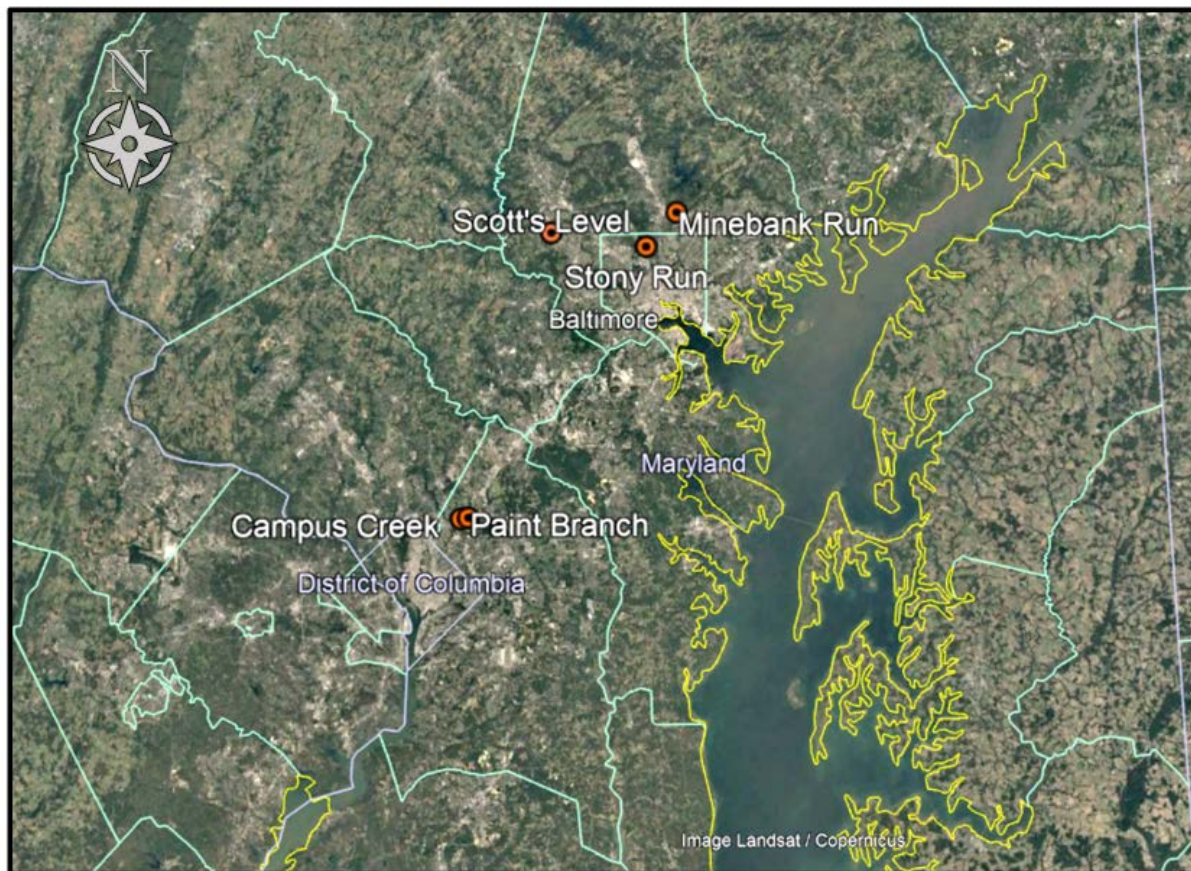 N
Scott's Level
Minebank Run
Stony Run
Baltimore
Maryland
Campus Creek
Paint Branch
District of Columbia
Image Landsat / Copernicus